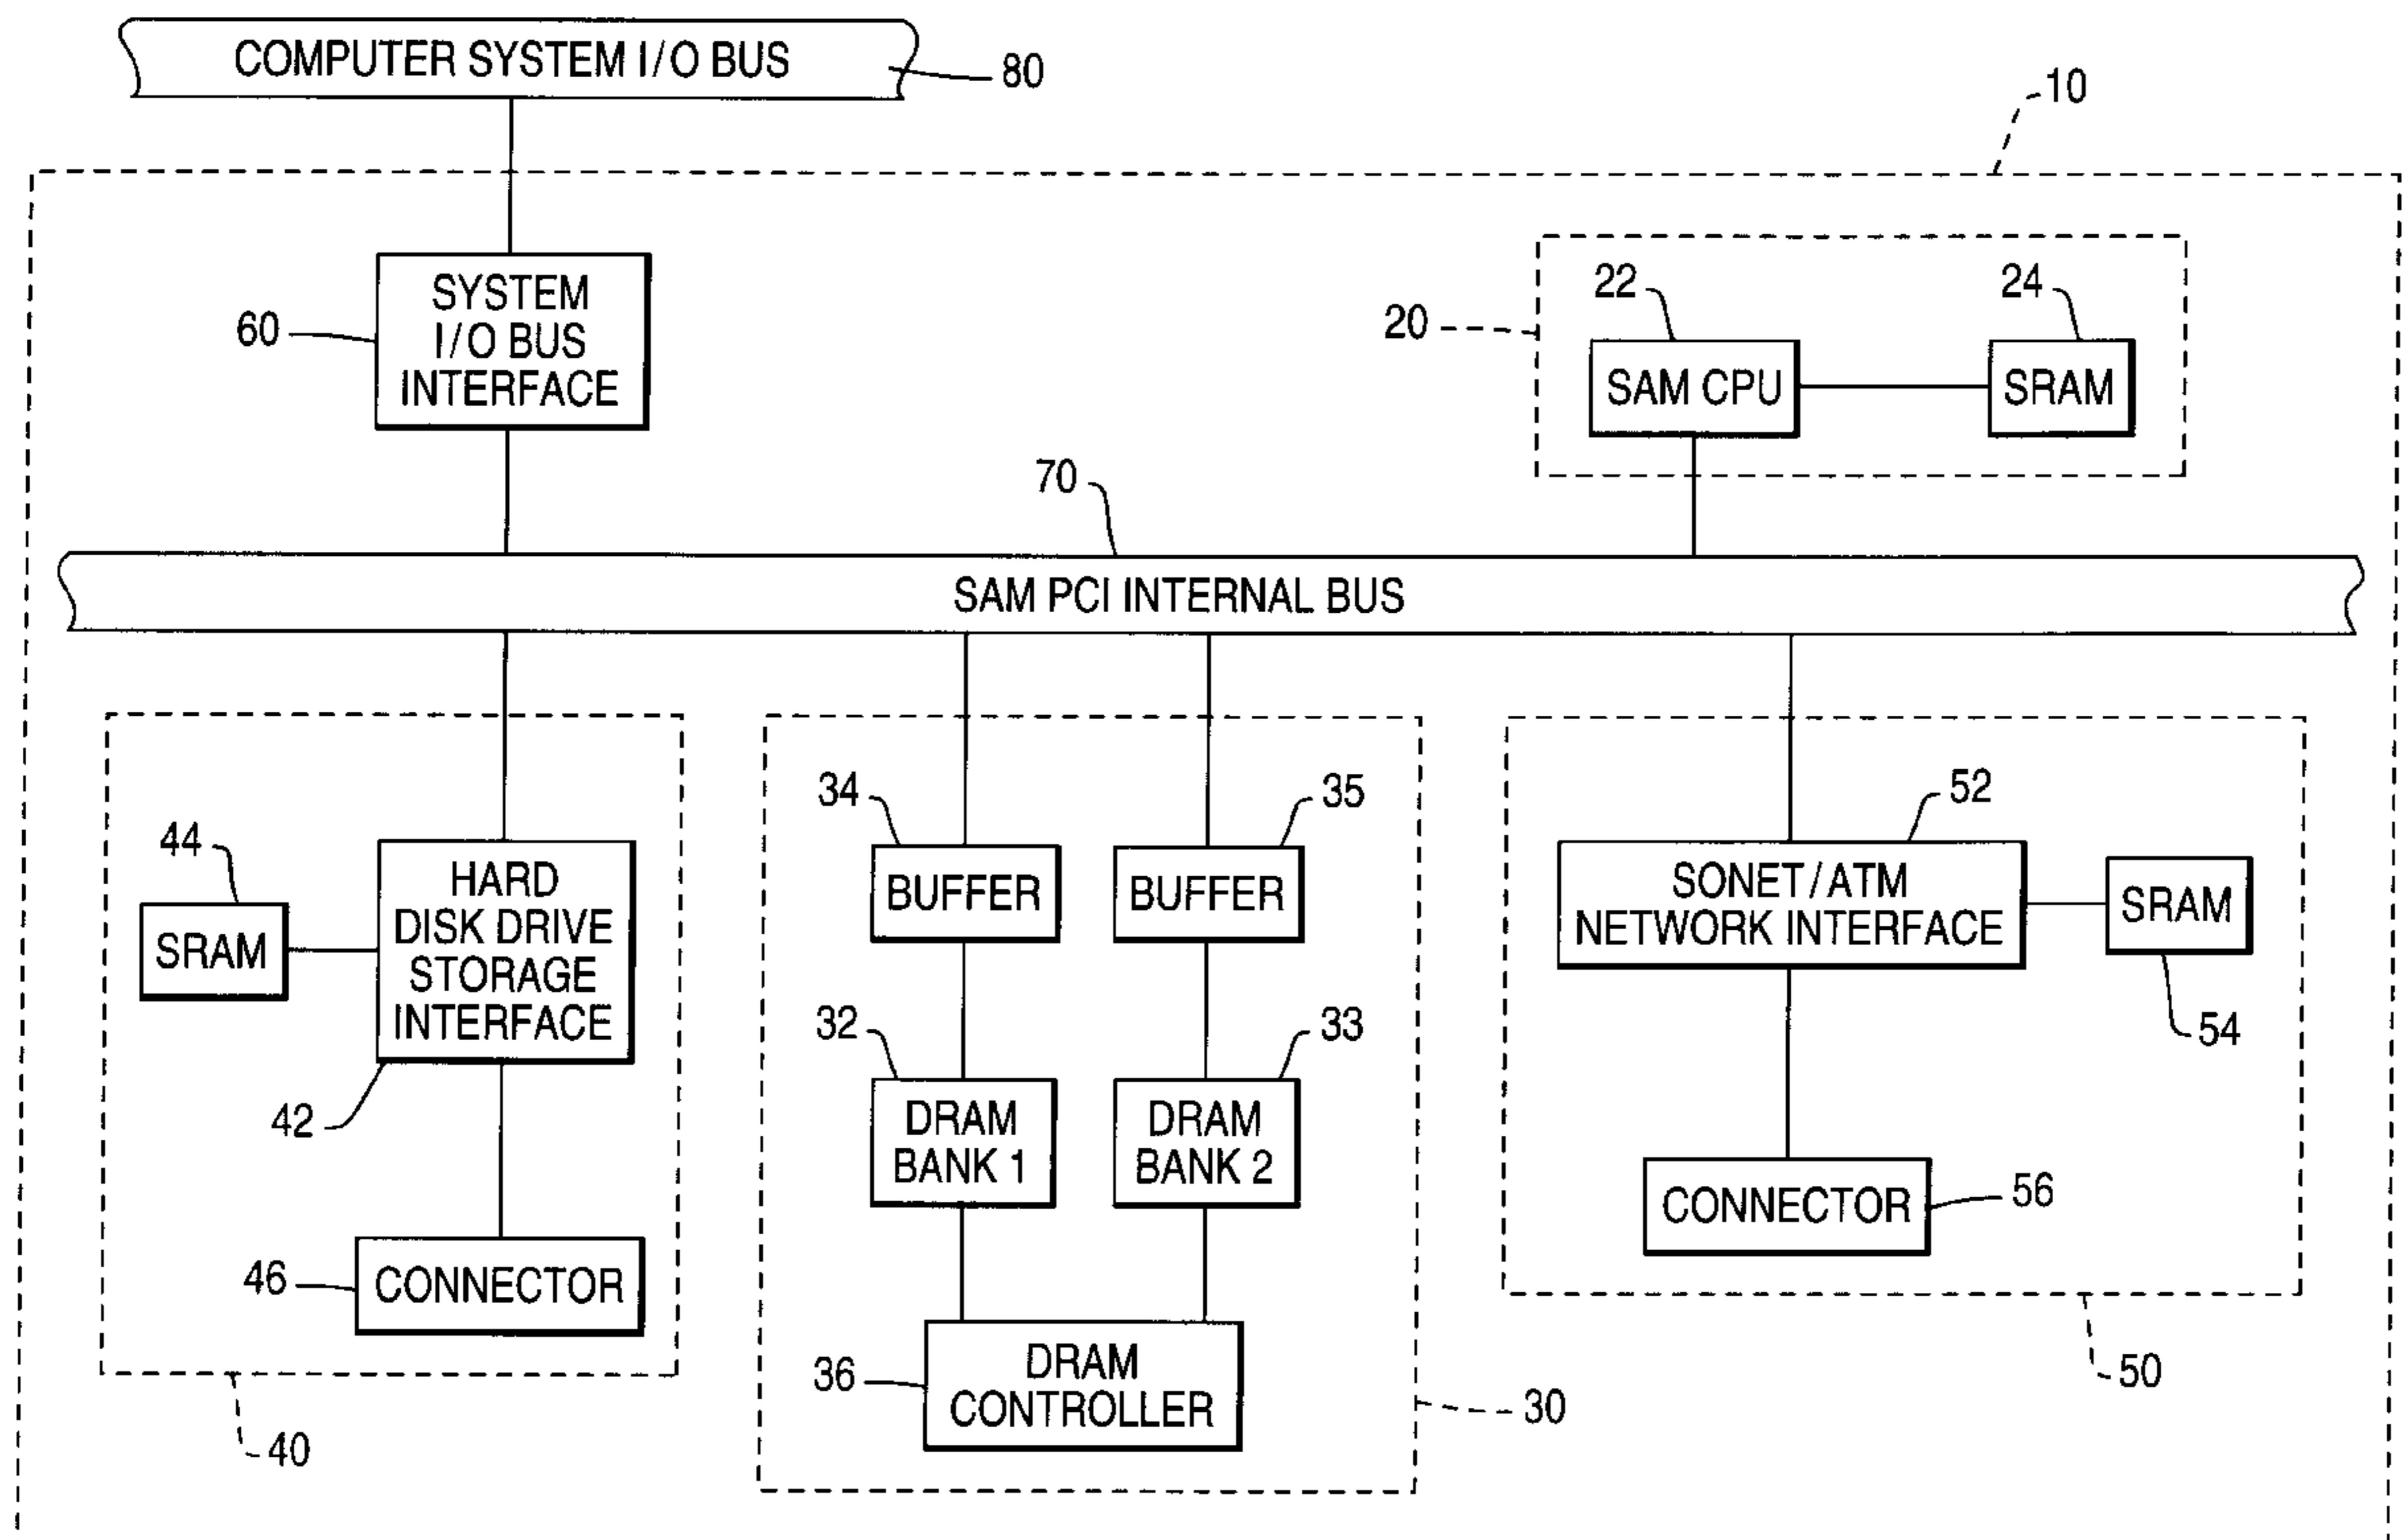 COMPUTER SYSTEM I/O BUS
80
10
SYSTEM
I/O BUS
INTERFACE
60
20
22
24
SAM CPU
SRAM
70
SAM PCI INTERNAL BUS
44
SRAM
HARD
DISK DRIVE
STORAGE
INTERFACE
42
46
CONNECTOR
40
34
35
BUFFER
BUFFER
32
33
DRAM
BANK 1
DRAM
BANK 2
36
DRAM
CONTROLLER
30
52
SONET/ATM
NETWORK INTERFACE
SRAM
54
CONNECTOR
56
50